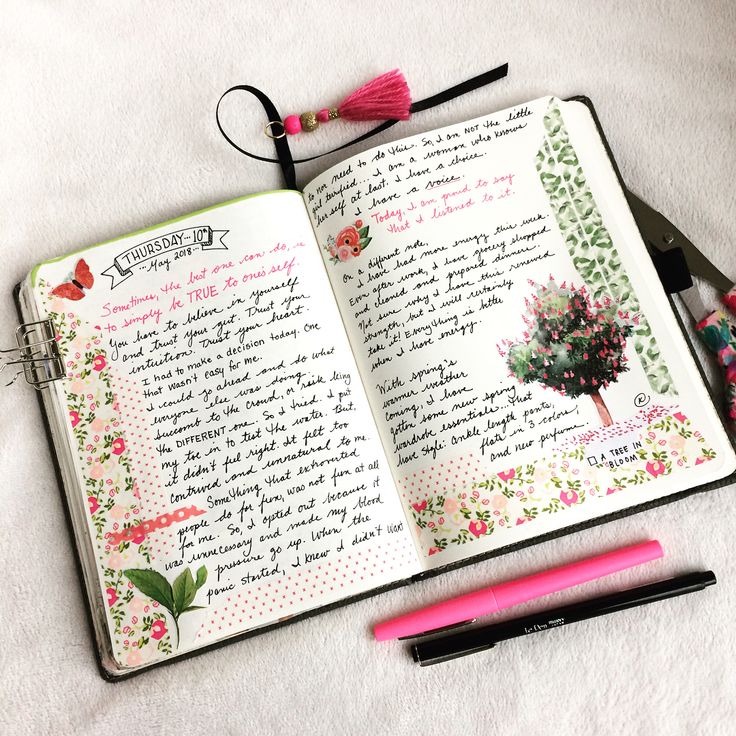 THURSDAY... 10th
... May, 2018...
Sometimes, the best one can do, is
to simply be TRUE to one's self.
You have to believe in yourself
and trust your gut. Trust your
intuition. Trust your heart.
I had to make a decision today. One
that wasn't easy for me.
I could go ahead and do what
everyone else was doing –
succomb to the crowd, or risk being
the DIFFERENT one. So I tried. I put
my toe in to test the water. But,
it didn't feel right. It felt too
contrived and unnatural to me.
Something that extroverted
people do for fun, was not fun at all
for me. So, I opted out because it
was unnecessary and made my blood
pressure go up. When the
panic started, I knew I didn't want
to nor need to do this. So, I am NOT the little
girl terrified... I am a woman who knows
herself at last. I have a choice.
I have a voice.
Today, I am proud to say
that I listened to it.
On a different note,
I have had more energy this week.
Even after work, I have grocery shopped
and cleaned and prepared dinners.
Not sure why I have this renewed
strength, but I will certainly
take it! Everything is better
when I have energy.
With spring's
warmer weather
coming, I have
gotten some new spring
wardrobe essentials... that
have style: ankle length pants,
flats in 3 colors,
and new perfume.
K
A TREE IN
BLOOM
Le Pen